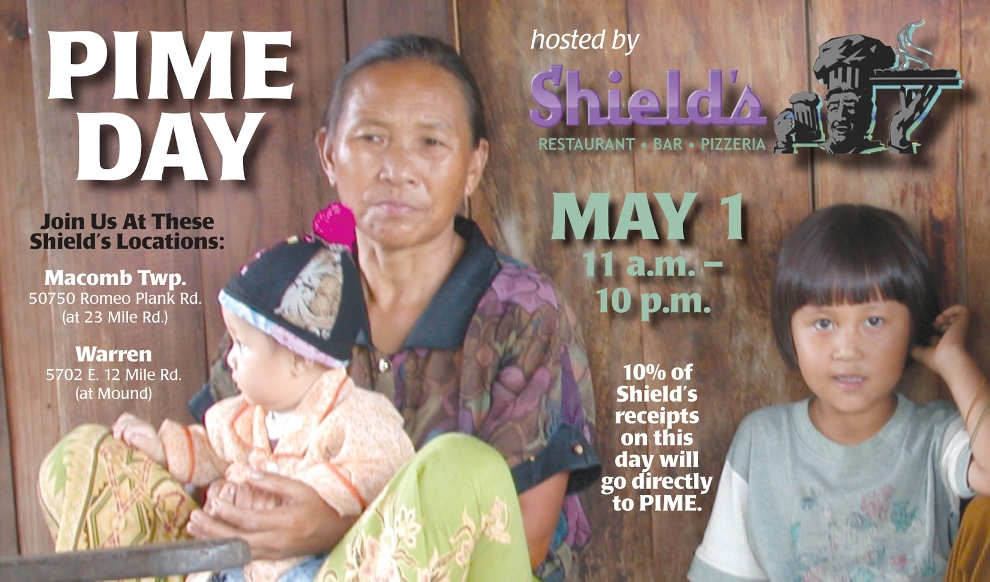 PIME
DAY
Join Us At These
Shield's Locations:
Macomb Twp.
50750 Romeo Plank Rd.
(at 23 Mile Rd.)
Warren
5702 E. 12 Mile Rd.
(at Mound)
hosted by
Shield's
RESTAURANT • BAR • PIZZERIA
MAY 1
11 a.m. –
10 p.m.
10% of
Shield's
receipts
on this
day will
go directly
to PIME.